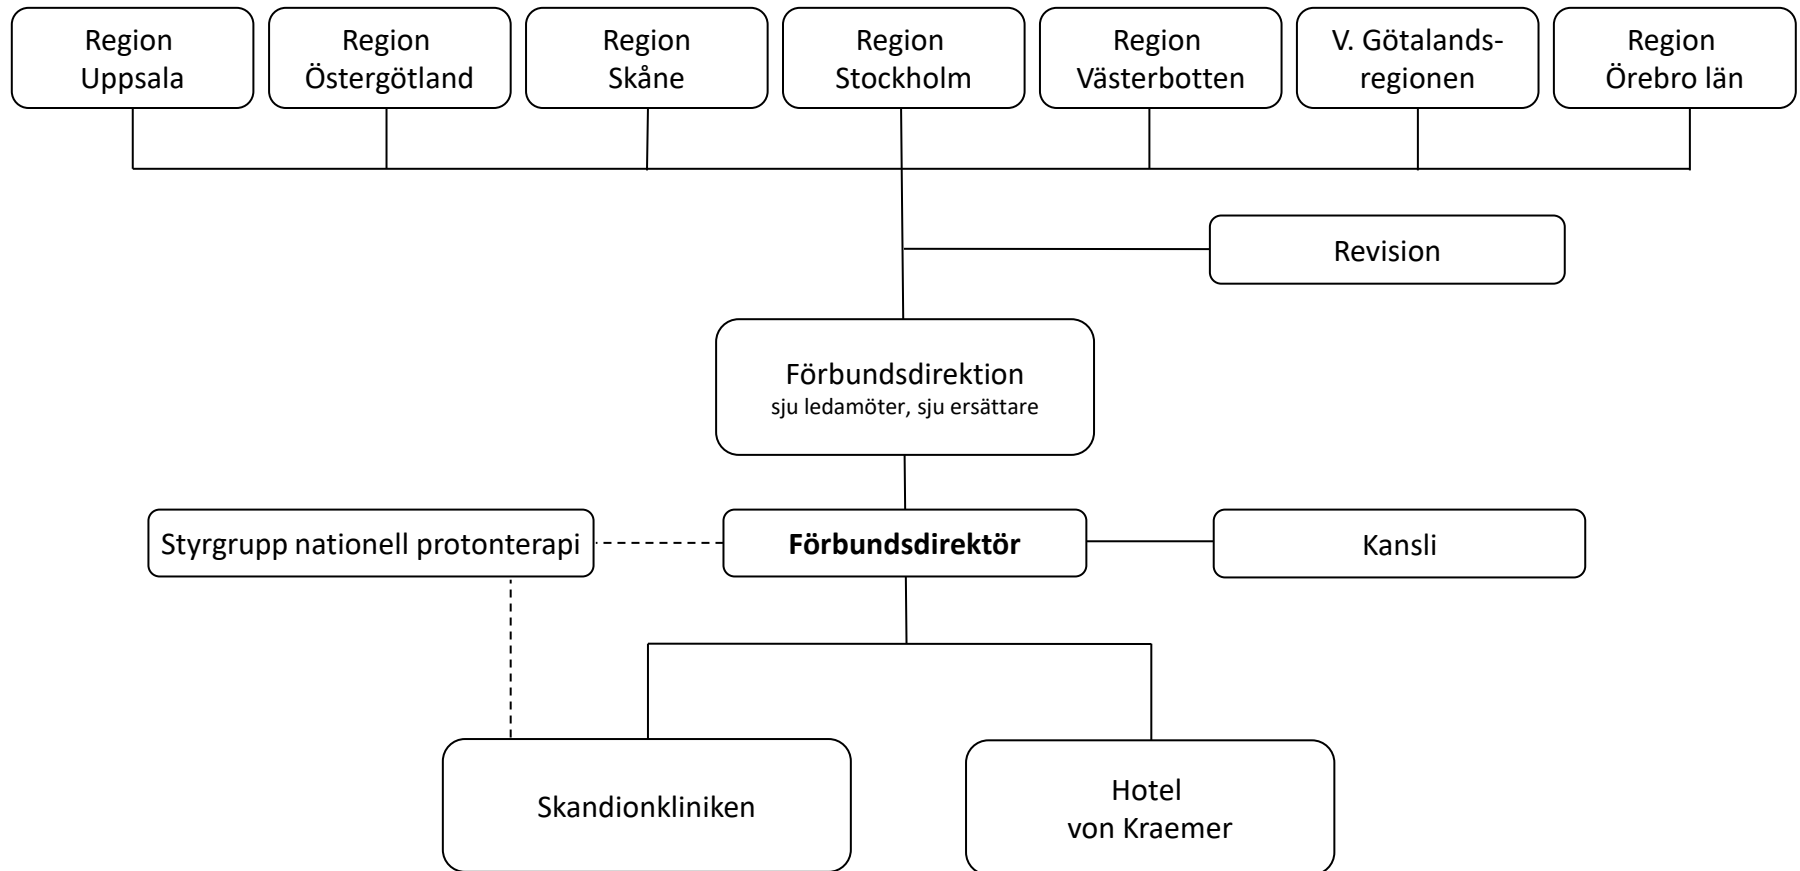 Region
Uppsala
Region
Östergötland
Region
Skåne
Region
Stockholm
Region
Västerbotten
V. Götalands-
regionen
Region
Örebro län
Revision
Förbundsdirektion
sju ledamöter, sju ersättare
Styrgrupp nationell protonterapi
Förbundsdirektör
Kansli
Skandionkliniken
Hotel
von Kraemer